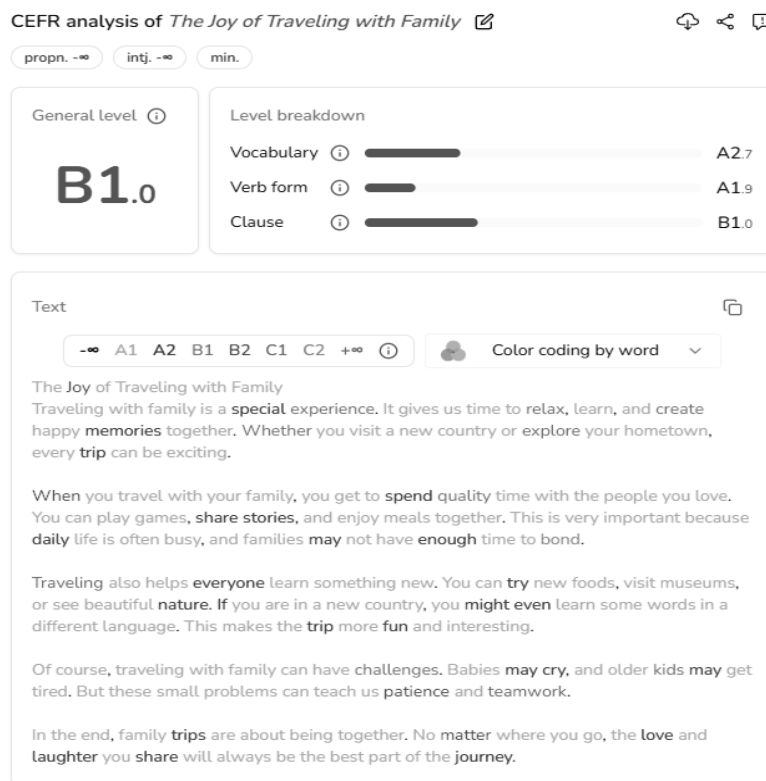 CEFR analysis of The Joy of Traveling with Family
propn. -∞ intj. -∞ min.
General level
B1.0
Level breakdown
Vocabulary A2.7
Verb form A1.9
Clause B1.0
Text
-∞ A1 A2 B1 B2 C1 C2 +∞ Color coding by word
The Joy of Traveling with Family
Traveling with family is a special experience. It gives us time to relax, learn, and create
happy memories together. Whether you visit a new country or explore your hometown,
every trip can be exciting.
When you travel with your family, you get to spend quality time with the people you love.
You can play games, share stories, and enjoy meals together. This is very important because
daily life is often busy, and families may not have enough time to bond.
Traveling also helps everyone learn something new. You can try new foods, visit museums,
or see beautiful nature. If you are in a new country, you might even learn some words in a
different language. This makes the trip more fun and interesting.
Of course, traveling with family can have challenges. Babies may cry, and older kids may get
tired. But these small problems can teach us patience and teamwork.
In the end, family trips are about being together. No matter where you go, the love and
laughter you share will always be the best part of the journey.